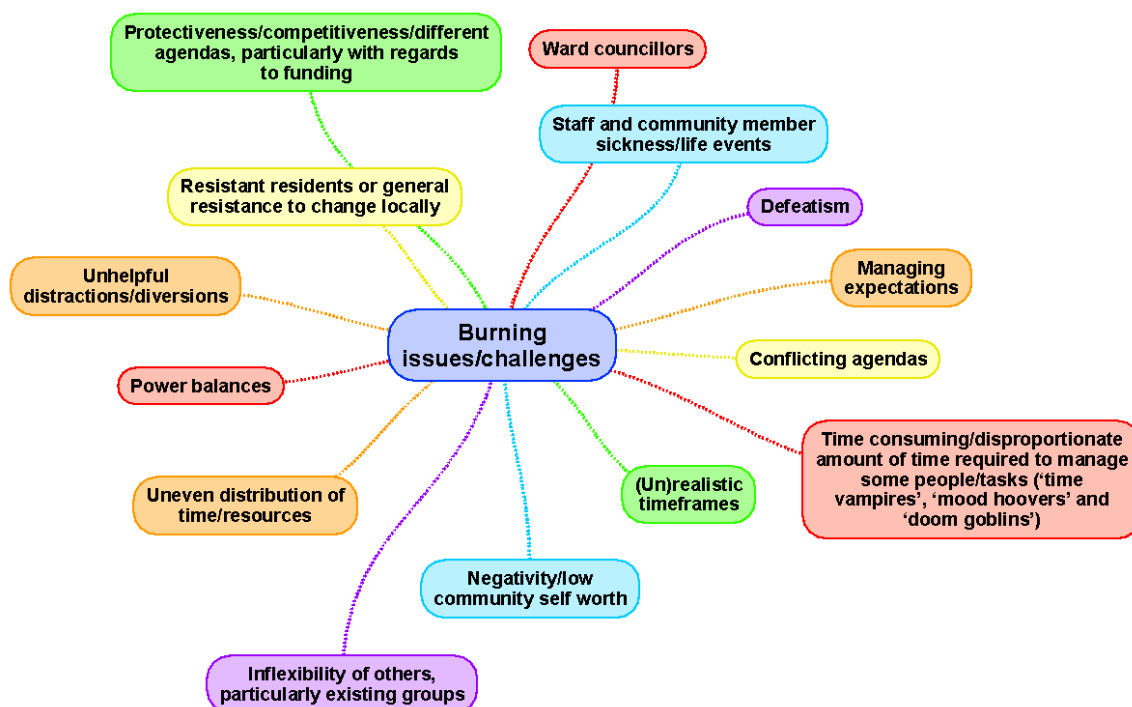 Protectiveness/competitiveness/different
agendas, particularly with regards
to funding
Ward councillors
Staff and community member
sickness/life events
Resistant residents or general
resistance to change locally
Defeatism
Unhelpful
distractions/diversions
Managing
expectations
Burning
issues/challenges
Conflicting agendas
Power balances
Time consuming/disproportionate
amount of time required to manage
some people/tasks (‘time
vampires’, ‘mood hoovers’ and
‘doom goblins’)
Uneven distribution of
time/resources
(Un)realistic
timeframes
Negativity/low
community self worth
Inflexibility of others,
particularly existing groups